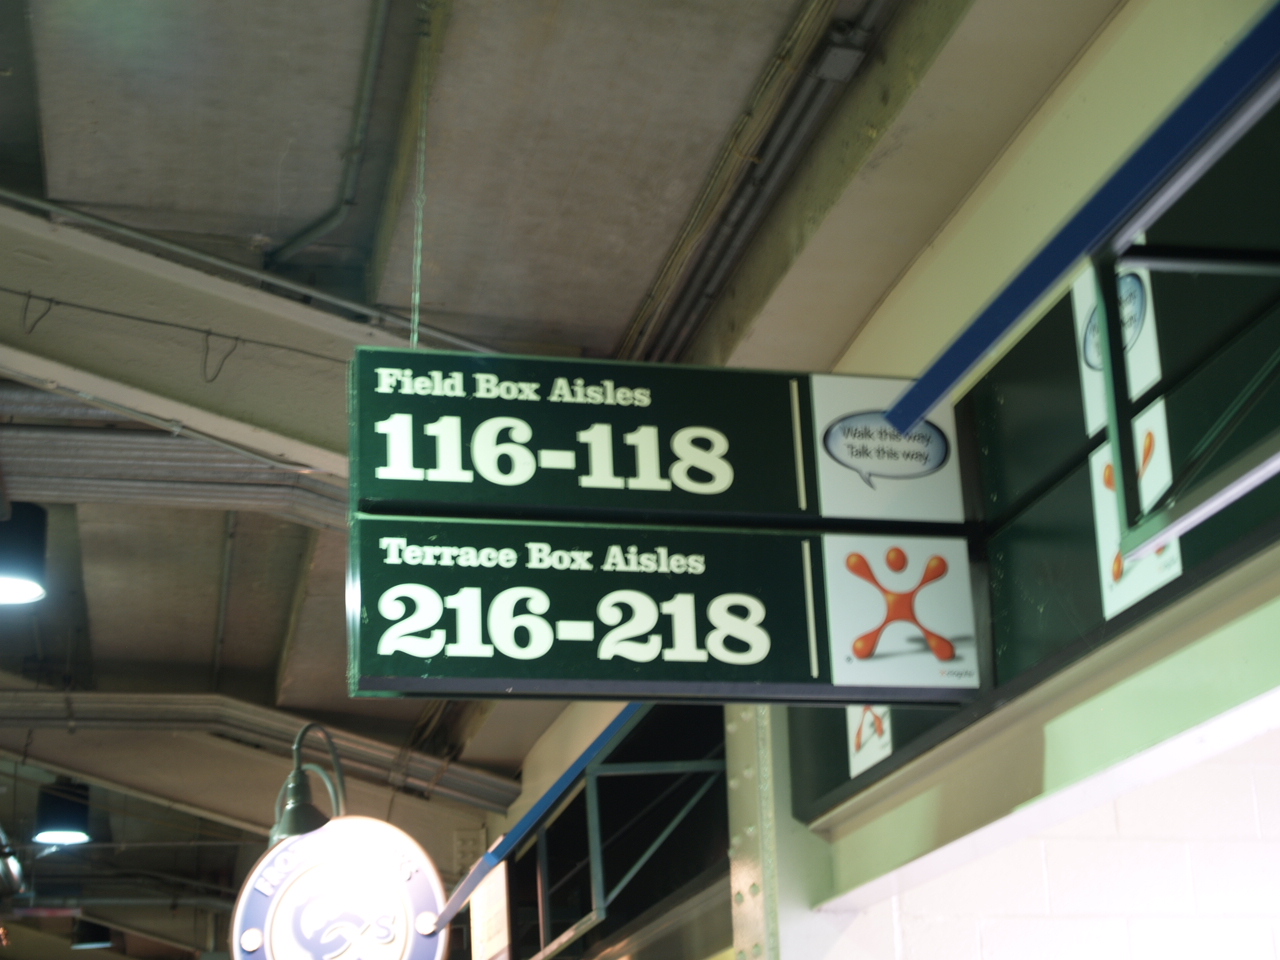 Field Box Aisles
116-118
Walk this way
Talk this way
Terrace Box Aisles
216-218